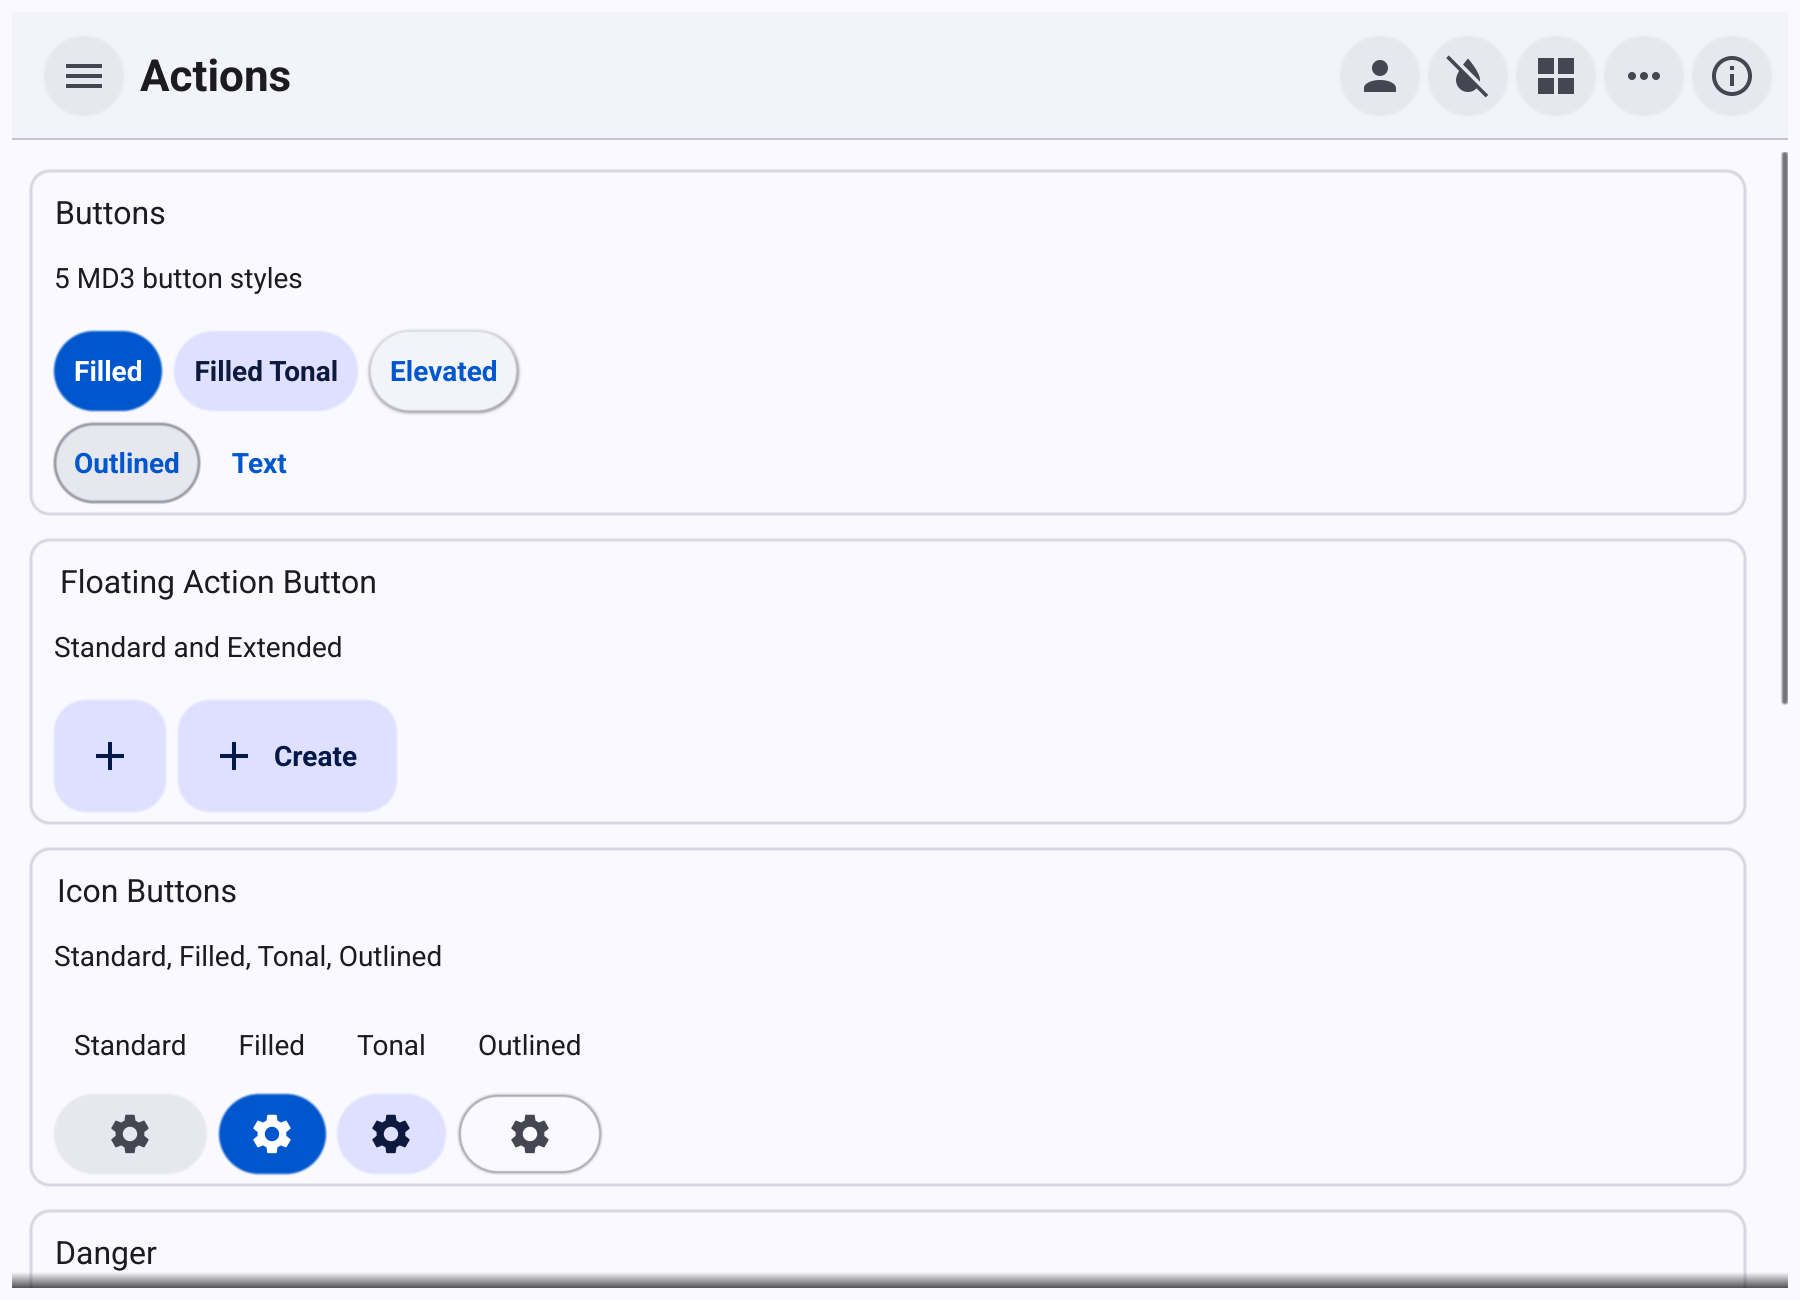 Actions
Buttons
5 MD3 button styles
Filled Filled Tonal Elevated
Outlined Text
Floating Action Button
Standard and Extended
Create
Icon Buttons
Standard, Filled, Tonal, Outlined
Standard Filled Tonal Outlined
Danger